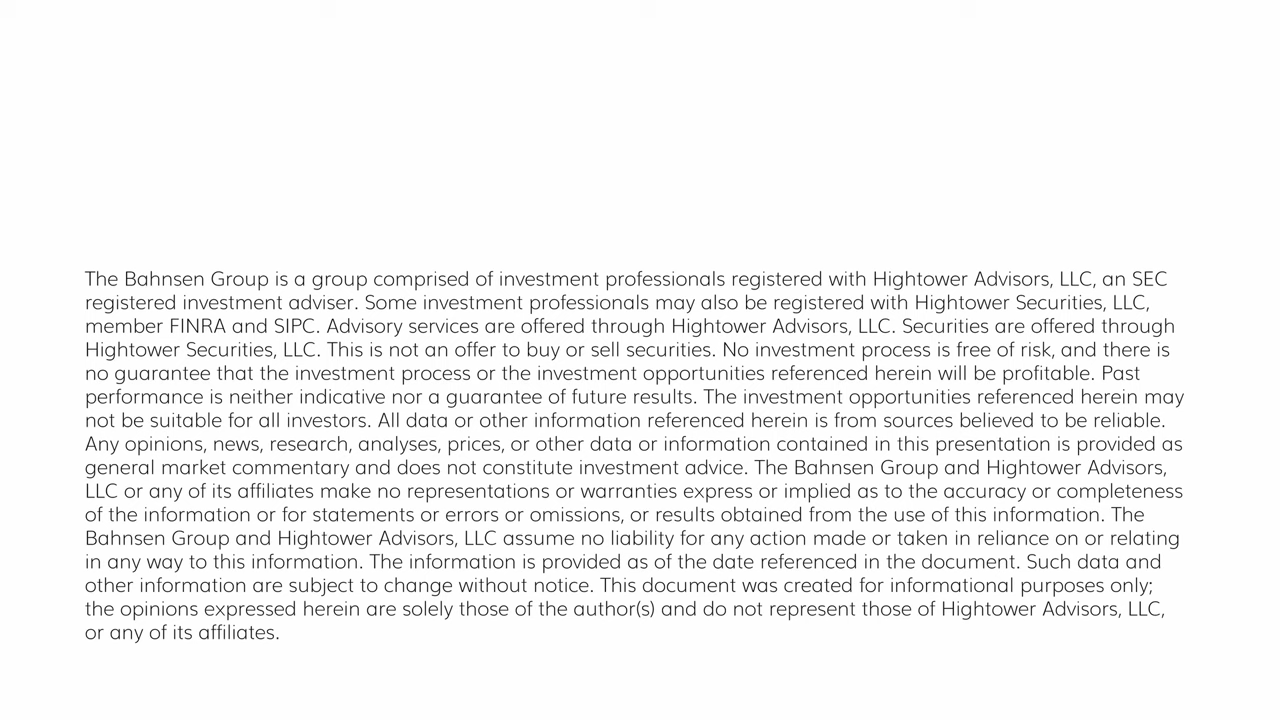 The Bahnsen Group is a group comprised of investment professionals registered with Hightower Advisors, LLC, an SEC
registered investment adviser. Some investment professionals may also be registered with Hightower Securities, LLC,
member FINRA and SIPC. Advisory services are offered through Hightower Advisors, LLC. Securities are offered through
Hightower Securities, LLC. This is not an offer to buy or sell securities. No investment process is free of risk, and there is
no guarantee that the investment process or the investment opportunities referenced herein will be profitable. Past
performance is neither indicative nor a guarantee of future results. The investment opportunities referenced herein may
not be suitable for all investors. All data or other information referenced herein is from sources believed to be reliable.
Any opinions, news, research, analyses, prices, or other data or information contained in this presentation is provided as
general market commentary and does not constitute investment advice. The Bahnsen Group and Hightower Advisors,
LLC or any of its affiliates make no representations or warranties express or implied as to the accuracy or completeness
of the information or for statements or errors or omissions, or results obtained from the use of this information. The
Bahnsen Group and Hightower Advisors, LLC assume no liability for any action made or taken in reliance on or relating
in any way to this information. The information is provided as of the date referenced in the document. Such data and
other information are subject to change without notice. This document was created for informational purposes only;
the opinions expressed herein are solely those of the author(s) and do not represent those of Hightower Advisors, LLC,
or any of its affiliates.